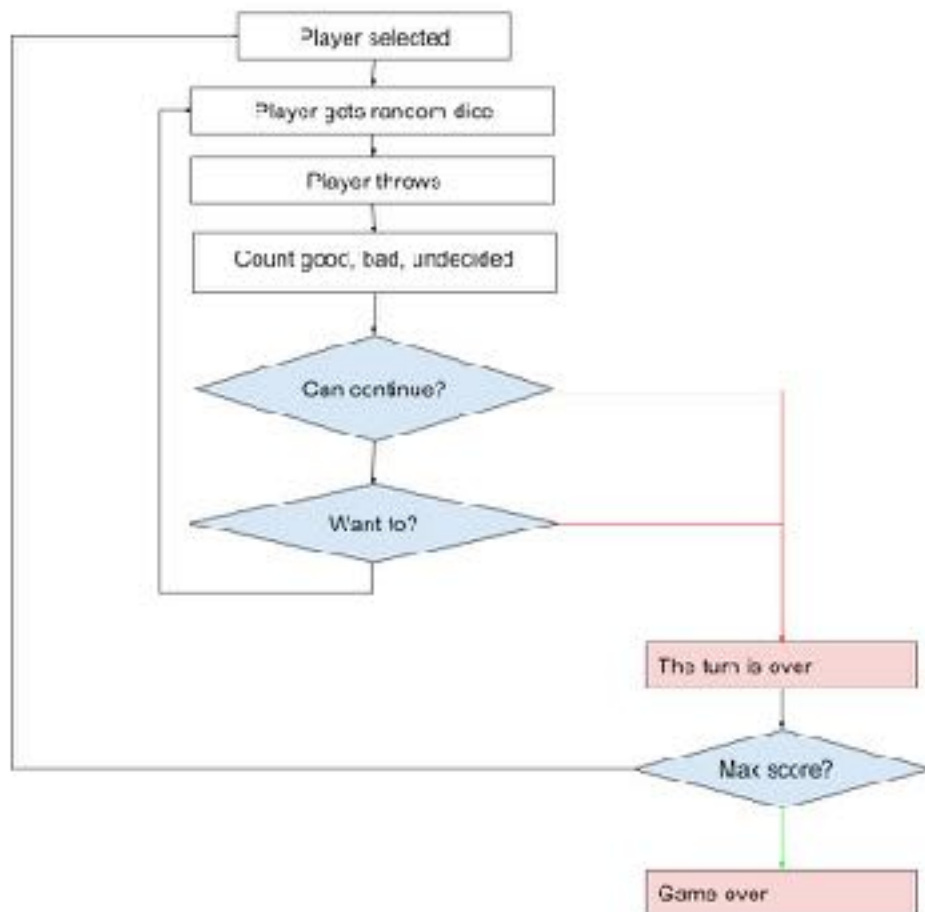 Player selected
Player gets random dice
Player throws
Count good, bad, undecided
Can continue?
Want to?
The turn is over
Max score?
Game over